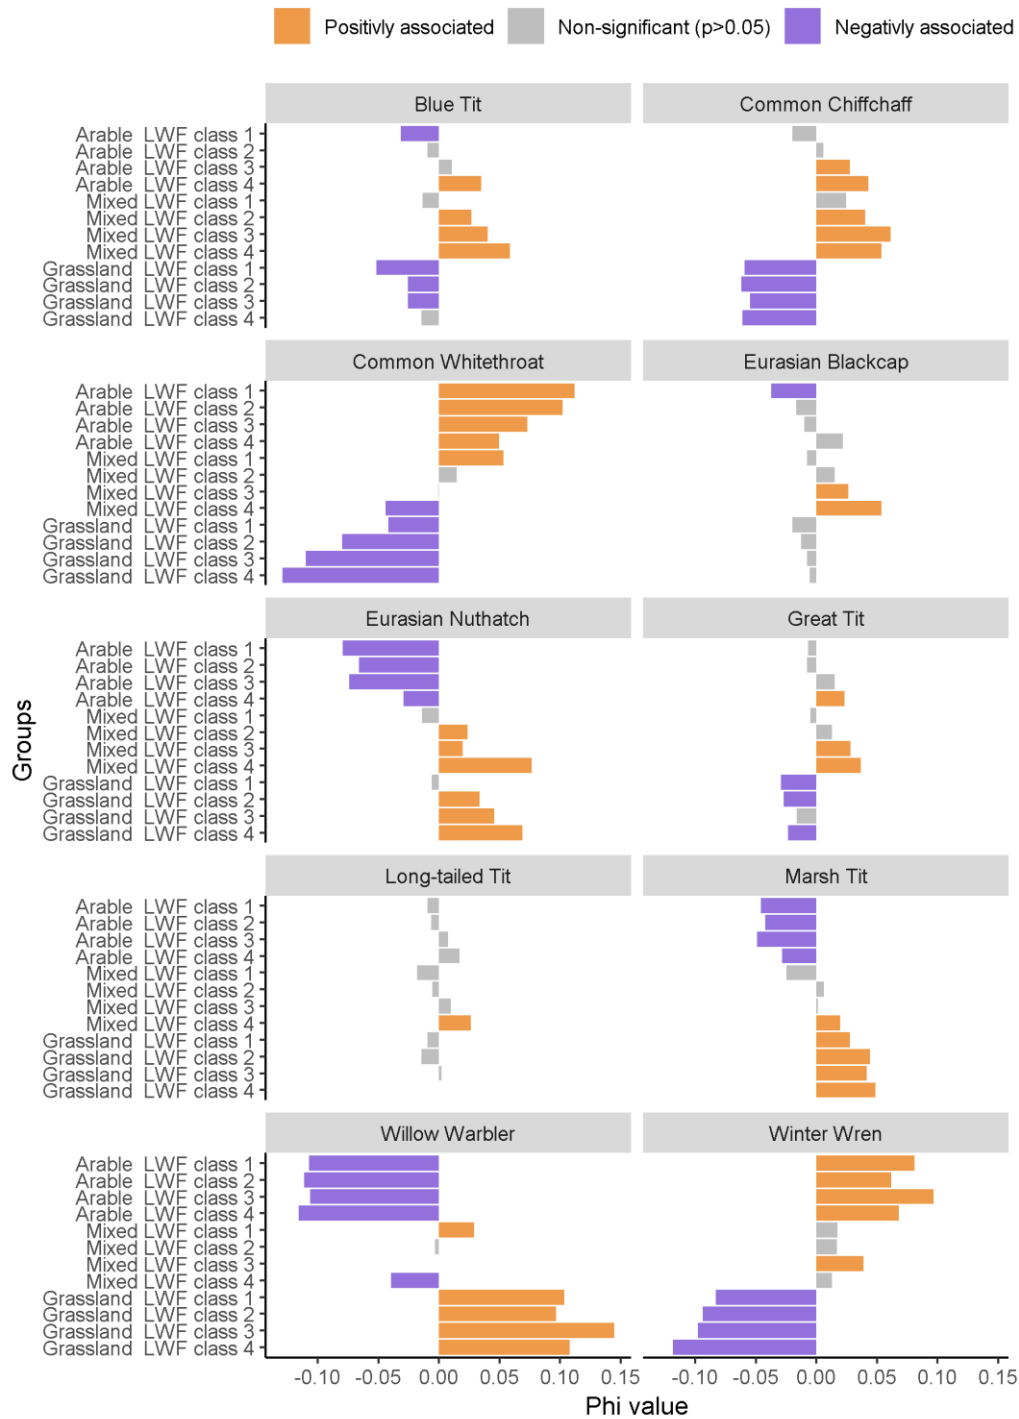 Positivly associated Non-significant (p>0.05) Negativly associated
Blue Tit Common Chiffchaff
Arable LWF class 1
Arable LWF class 2
Arable LWF class 3
Arable LWF class 4
Mixed LWF class 1
Mixed LWF class 2
Mixed LWF class 3
Mixed LWF class 4
Grassland LWF class 1
Grassland LWF class 2
Grassland LWF class 3
Grassland LWF class 4
Common Whitethroat Eurasian Blackcap
Arable LWF class 1
Arable LWF class 2
Arable LWF class 3
Arable LWF class 4
Mixed LWF class 1
Mixed LWF class 2
Mixed LWF class 3
Mixed LWF class 4
Grassland LWF class 1
Grassland LWF class 2
Grassland LWF class 3
Grassland LWF class 4
Eurasian Nuthatch Great Tit
Arable LWF class 1
Arable LWF class 2
Arable LWF class 3
Arable LWF class 4
Mixed LWF class 1
Mixed LWF class 2
Mixed LWF class 3
Mixed LWF class 4
Grassland LWF class 1
Grassland LWF class 2
Grassland LWF class 3
Grassland LWF class 4
Groups
Long-tailed Tit Marsh Tit
Arable LWF class 1
Arable LWF class 2
Arable LWF class 3
Arable LWF class 4
Mixed LWF class 1
Mixed LWF class 2
Mixed LWF class 3
Mixed LWF class 4
Grassland LWF class 1
Grassland LWF class 2
Grassland LWF class 3
Grassland LWF class 4
Willow Warbler Winter Wren
Arable LWF class 1
Arable LWF class 2
Arable LWF class 3
Arable LWF class 4
Mixed LWF class 1
Mixed LWF class 2
Mixed LWF class 3
Mixed LWF class 4
Grassland LWF class 1
Grassland LWF class 2
Grassland LWF class 3
Grassland LWF class 4
-0.10 -0.05 0.00 0.05 0.10 0.15 -0.10 -0.05 0.00 0.05 0.10 0.15
Phi value